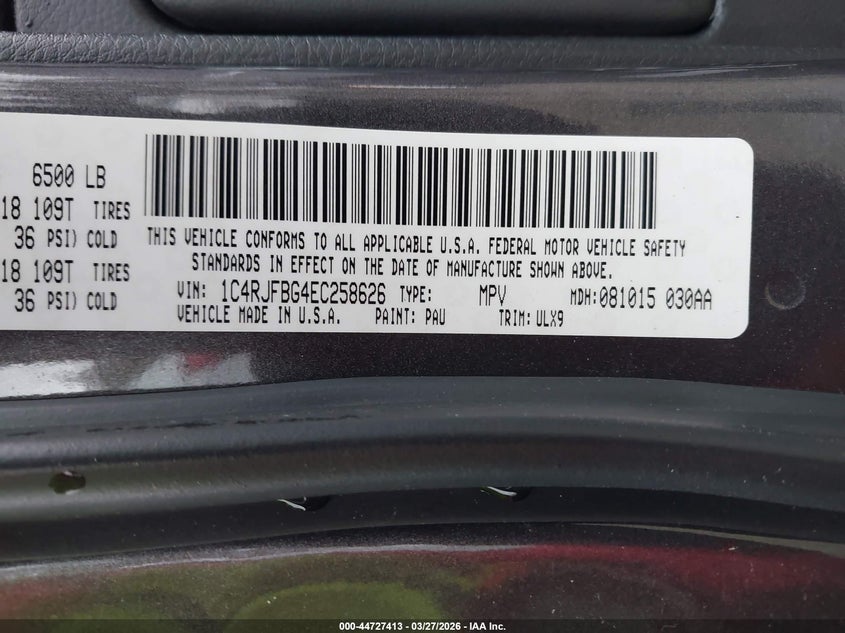 6500 LB
18 109T TIRES
36 PSI) COLD
18 109T TIRES
36 PSI) COLD
THIS VEHICLE CONFORMS TO ALL APPLICABLE U.S.A. FEDERAL MOTOR VEHICLE SAFETY
STANDARDS IN EFFECT ON THE DATE OF MANUFACTURE SHOWN ABOVE.
VIN: 1C4RJFBG4EC258626 TYPE: MPV MDH:081015 030AA
VEHICLE MADE IN U.S.A. PAINT: PAU TRIM: ULX9
000-44727413 - 03/27/2026 - IAA Inc.